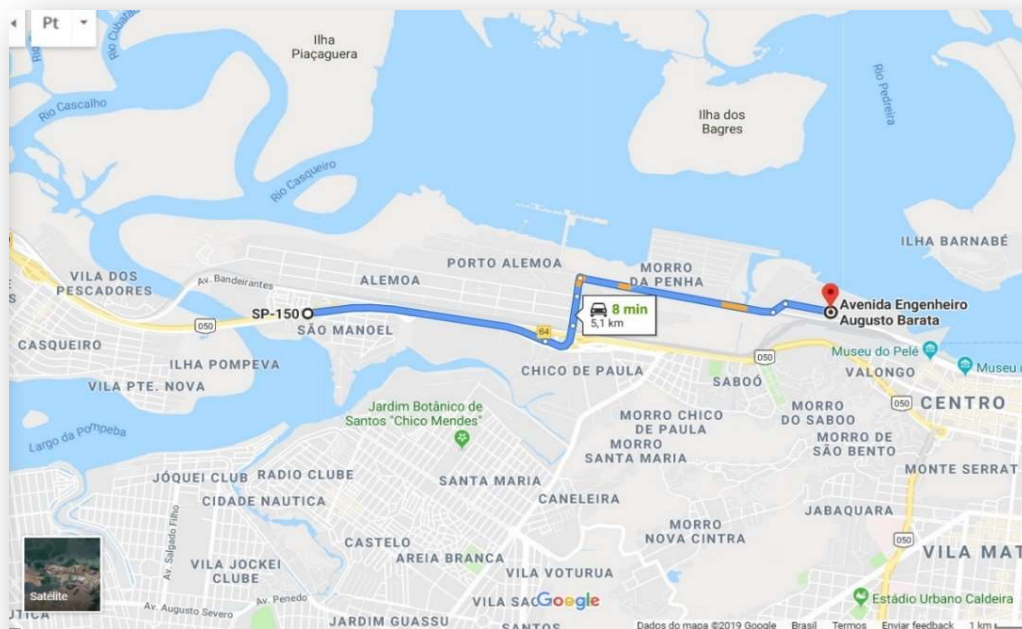 Pt
Rio Cascalho
Ilha
Piaçaguera
Rio Casqueiro
Ilha dos
Bagres
Rio Pedreira
ILHA BARNABÉ
VILA DOS
PESCADORES
Av. Bandeirantes
ALEMOA
PORTO ALEMOA
MORRO
DA PENHA
SP-150
050
SÃO MANOEL
64
8 min
5,1 km
Avenida Engenheiro
Augusto Barata
CASQUEIRO
ILHA POMPEVA
VILA PTE. NOVA
CHICO DE PAULA
050
SABOÓ
Museu do Pelé
VALONGO
Museu d
050
CENTRO
Largo da Pompeba
Jardim Botânico de
Santos "Chico Mendes"
MORRO CHICO
DE PAULA
MORRO
SANTA MARIA
MORRO
DO SABOO
MORRO DE
SÃO BENTO
MONTE SERRAT
JÓQUEI CLUB
RADIO CLUBE
CIDADE NAUTICA
SANTA MARIA
CANELEIRA
JABAQUARA
Av. Salgado Filho
CASTELO
AREIA BRANCA
MORRO
NOVA CINTRA
050
VILA MAT
VILA JOCKEI
CLUBE
VILA VOTURUA
Satélite
UTICA
Av. Augusto Severo
Av. Penedo
VILA SAO
Google
Estádio Urbano Caldeira
JARDIM GUASSU
SANTOS
Dados do mapa ©2019 Google Brasil Termos Enviar feedback 1 km